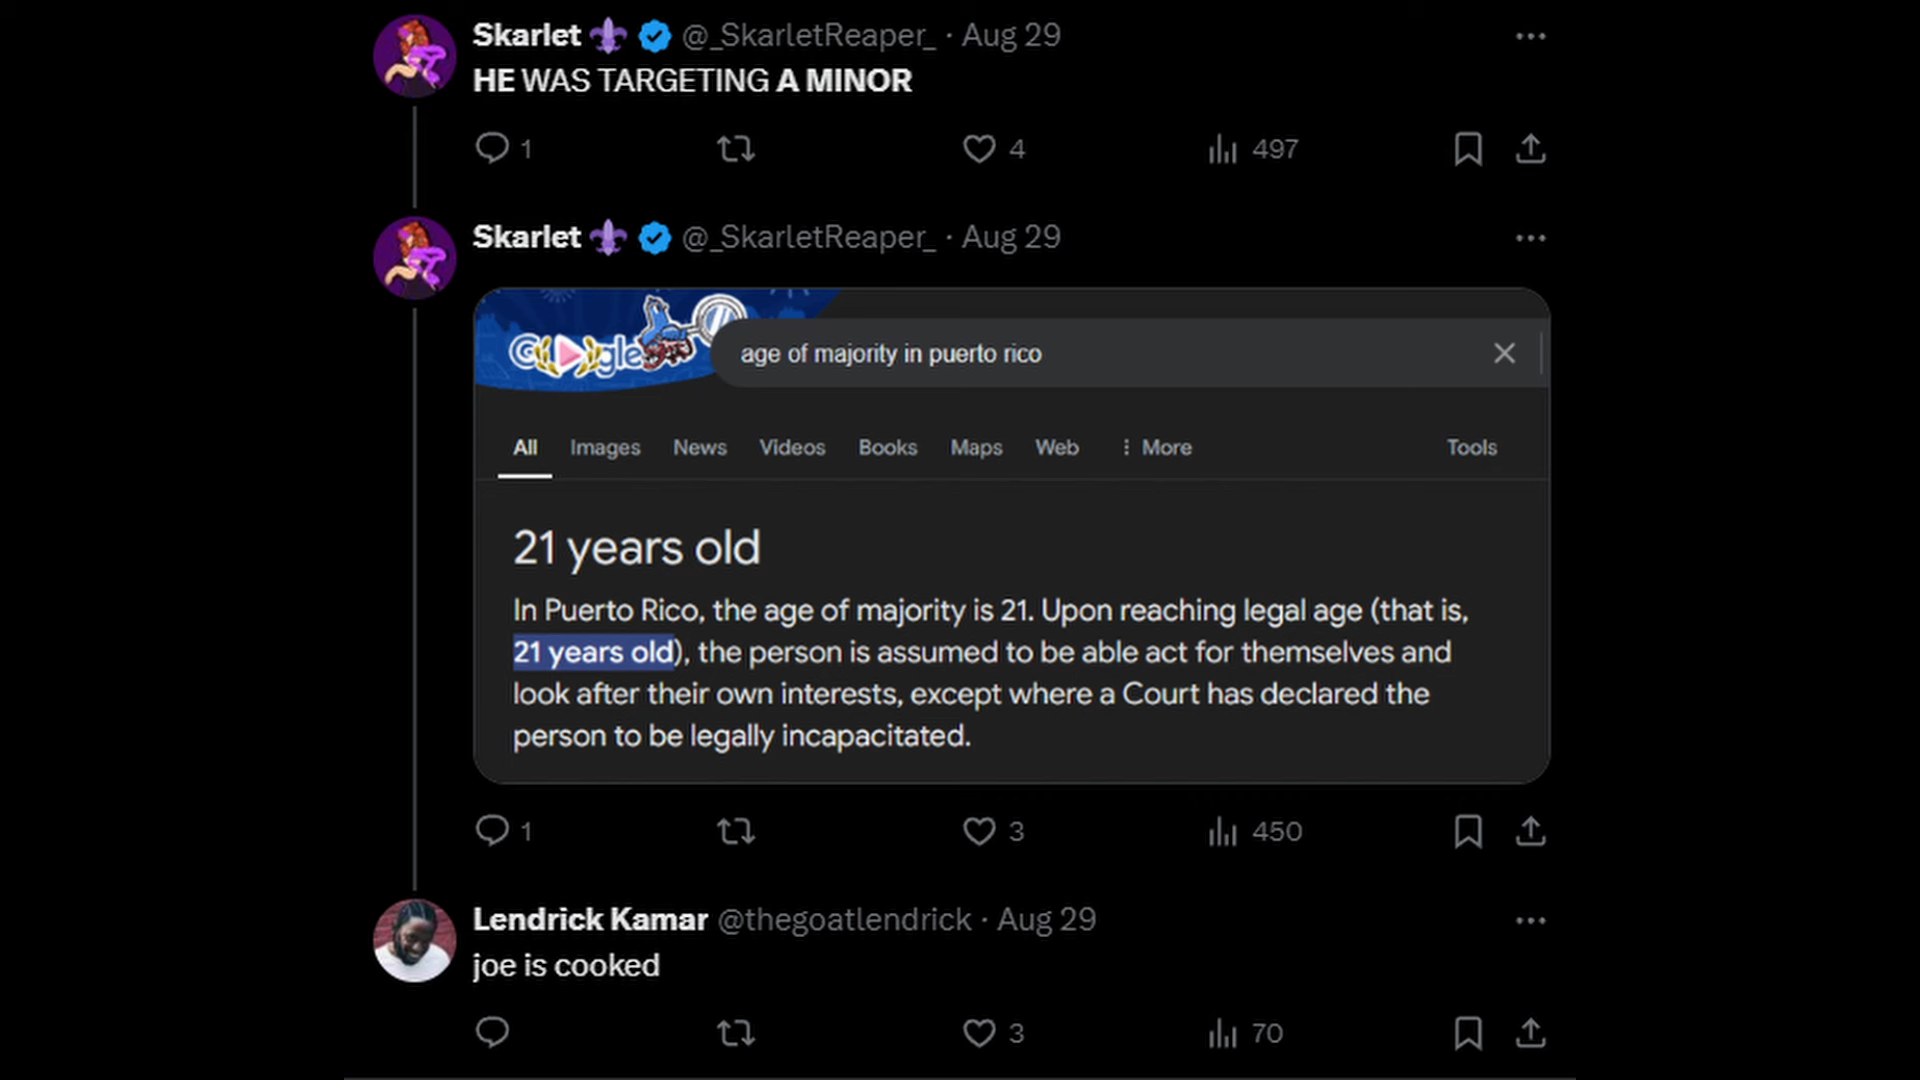 Skarlet @_SkarletReaper_ · Aug 29
HE WAS TARGETING A MINOR
1 4 497
Skarlet @_SkarletReaper_ · Aug 29
Google
age of majority in puerto rico
All Images News Videos Books Maps Web More Tools
21 years old
In Puerto Rico, the age of majority is 21. Upon reaching legal age (that is,
21 years old), the person is assumed to be able act for themselves and
look after their own interests, except where a Court has declared the
person to be legally incapacitated.
1 3 450
Lendrick Kamar @thegoatlendrick · Aug 29
joe is cooked
3 70